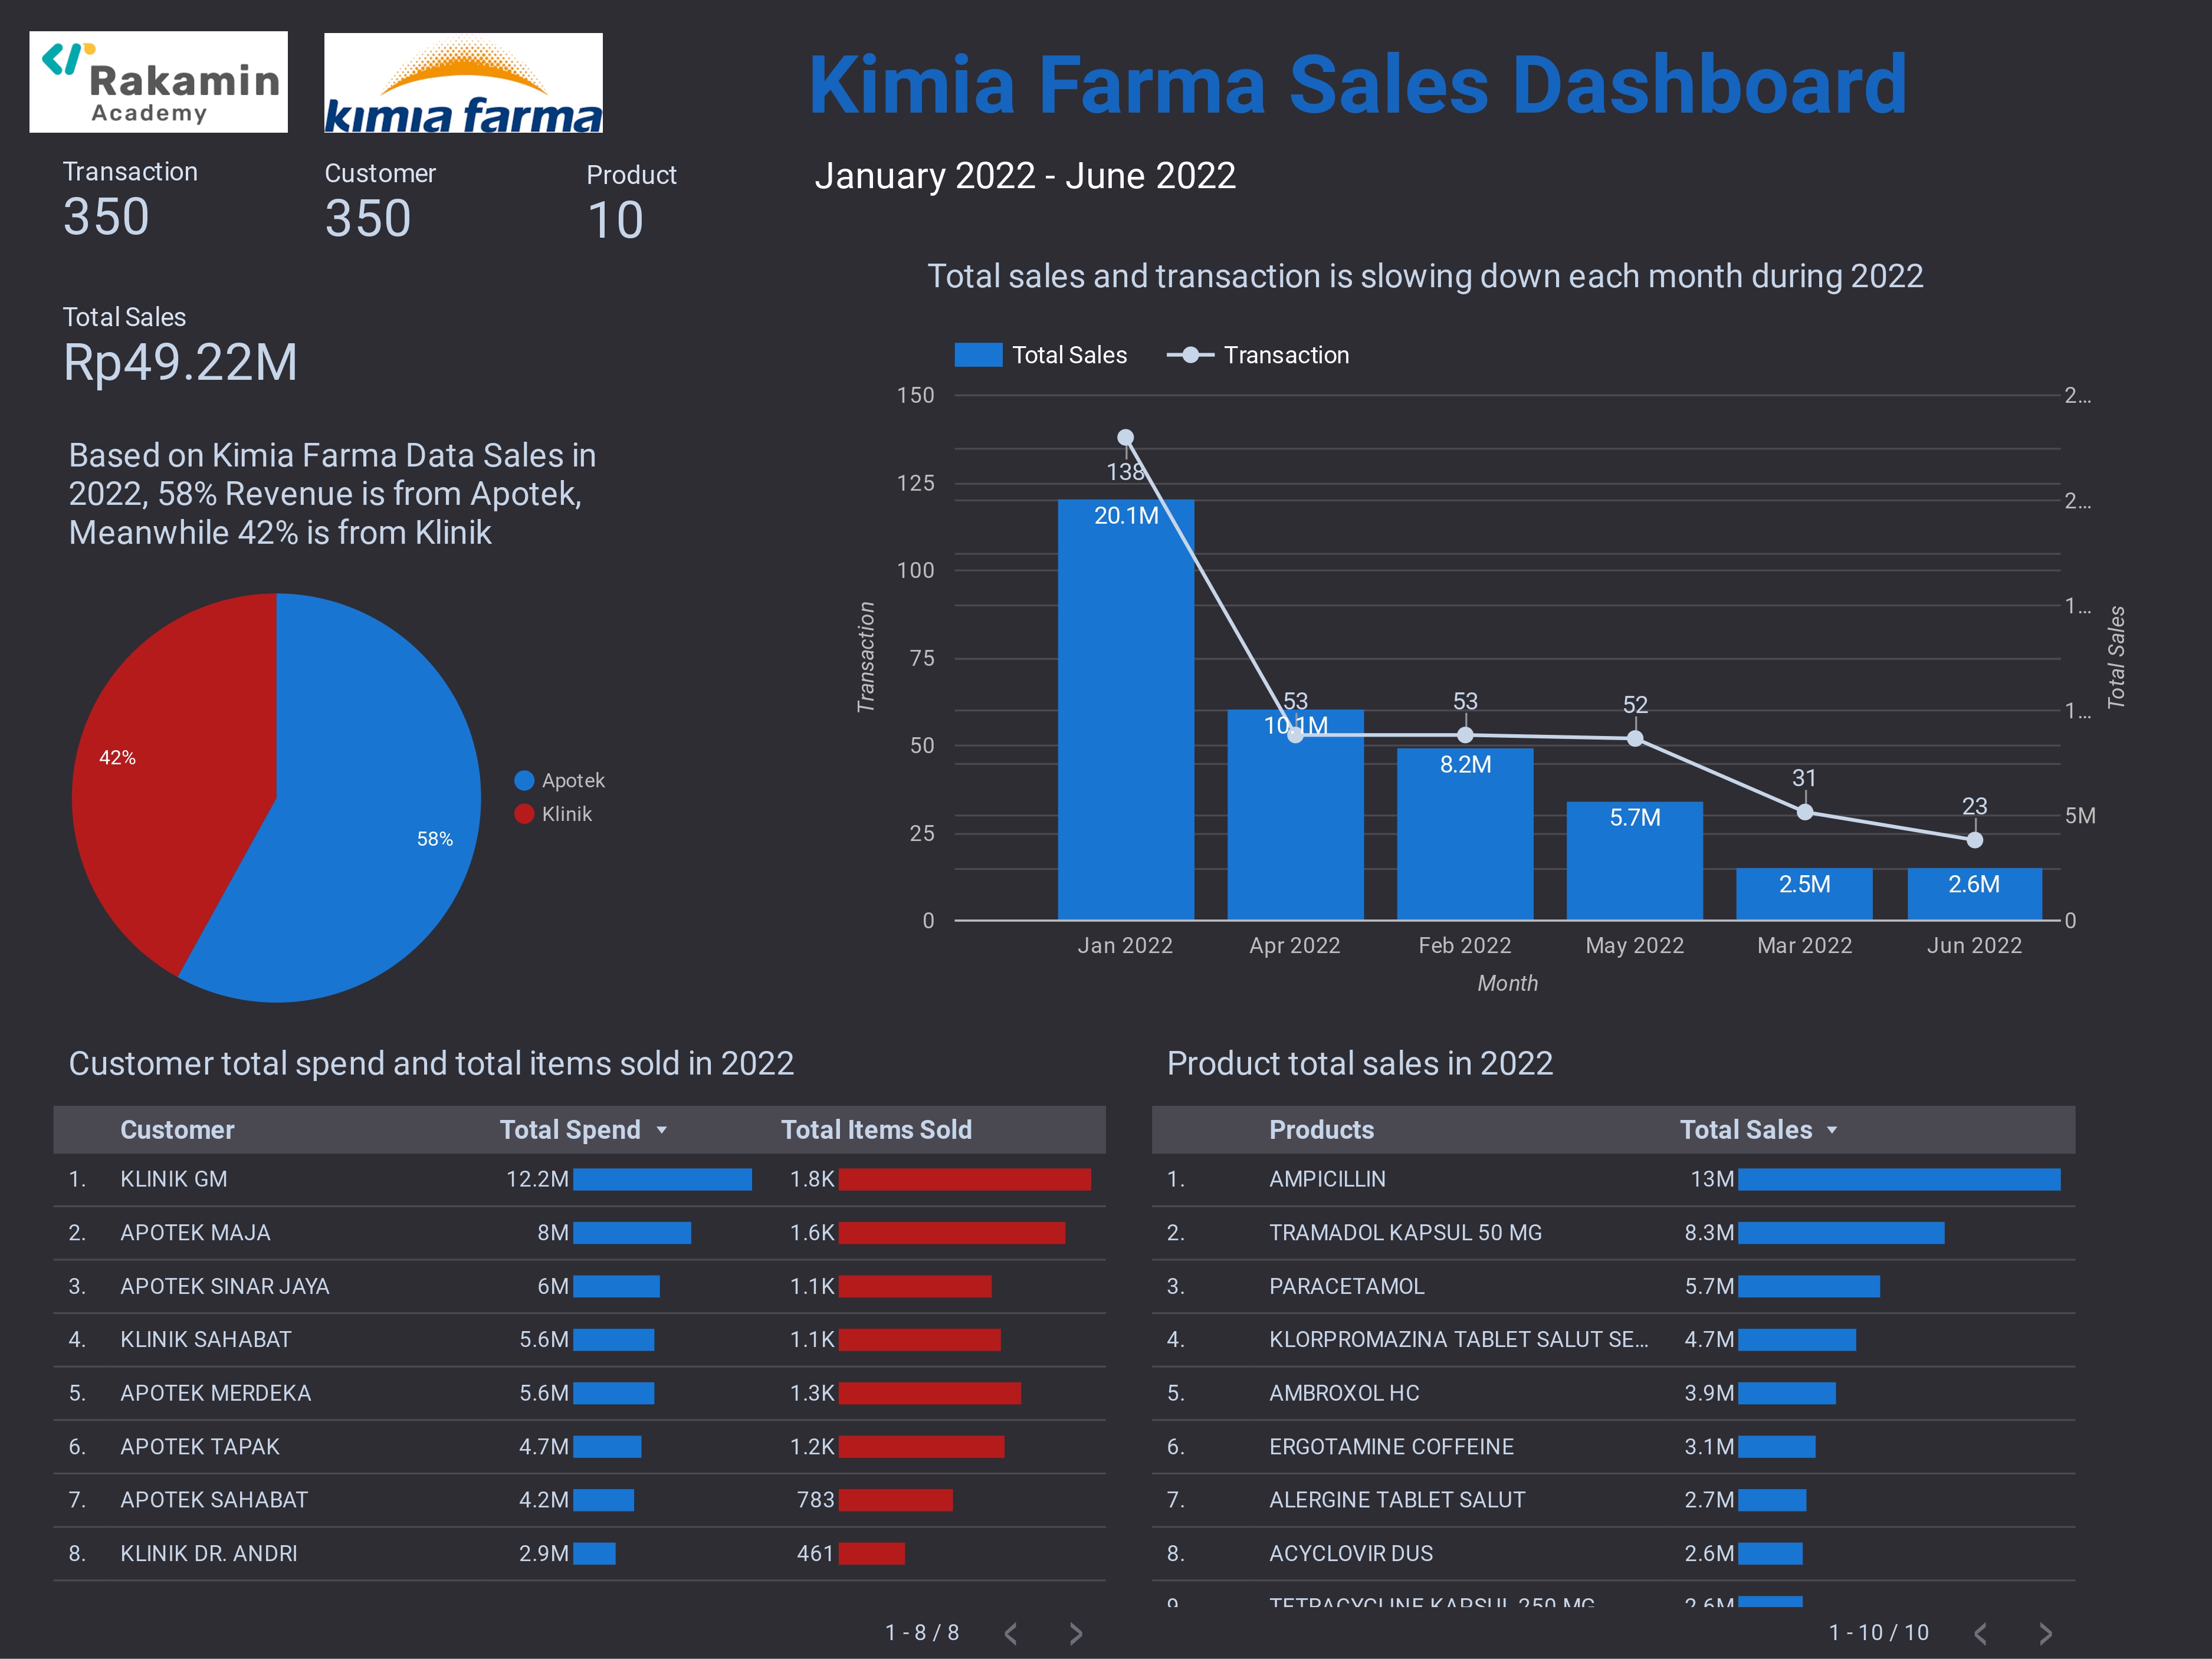 Rakamin
Academy
kimia farma
Kimia Farma Sales Dashboard
January 2022 - June 2022
Transaction
350
Customer
350
Product
10
Total Sales
Rp49.22M
Based on Kimia Farma Data Sales in
2022, 58% Revenue is from Apotek,
Meanwhile 42% is from Klinik
42%
58%
Apotek
Klinik
Total sales and transaction is slowing down each month during 2022
Total Sales
Transaction
150
125
100
75
50
25
0
Transaction
2...
2...
1...
1...
5M
0
Total Sales
138
20.1M
53
10.1M
53
8.2M
52
5.7M
31
2.5M
23
2.6M
Jan 2022
Apr 2022
Feb 2022
May 2022
Mar 2022
Jun 2022
Month
Customer total spend and total items sold in 2022
Customer Total Spend Total Items Sold
1. KLINIK GM 12.2M 1.8K
2. APOTEK MAJA 8M 1.6K
3. APOTEK SINAR JAYA 6M 1.1K
4. KLINIK SAHABAT 5.6M 1.1K
5. APOTEK MERDEKA 5.6M 1.3K
6. APOTEK TAPAK 4.7M 1.2K
7. APOTEK SAHABAT 4.2M 783
8. KLINIK DR. ANDRI 2.9M 461
1 - 8 / 8
Product total sales in 2022
Products Total Sales
1. AMPICILLIN 13M
2. TRAMADOL KAPSUL 50 MG 8.3M
3. PARACETAMOL 5.7M
4. KLORPROMAZINA TABLET SALUT SE... 4.7M
5. AMBROXOL HC 3.9M
6. ERGOTAMINE COFFEINE 3.1M
7. ALERGINE TABLET SALUT 2.7M
8. ACYCLOVIR DUS 2.6M
9. TETRACYCLINE KAPSUL 250 MG 2.6M
1 - 10 / 10